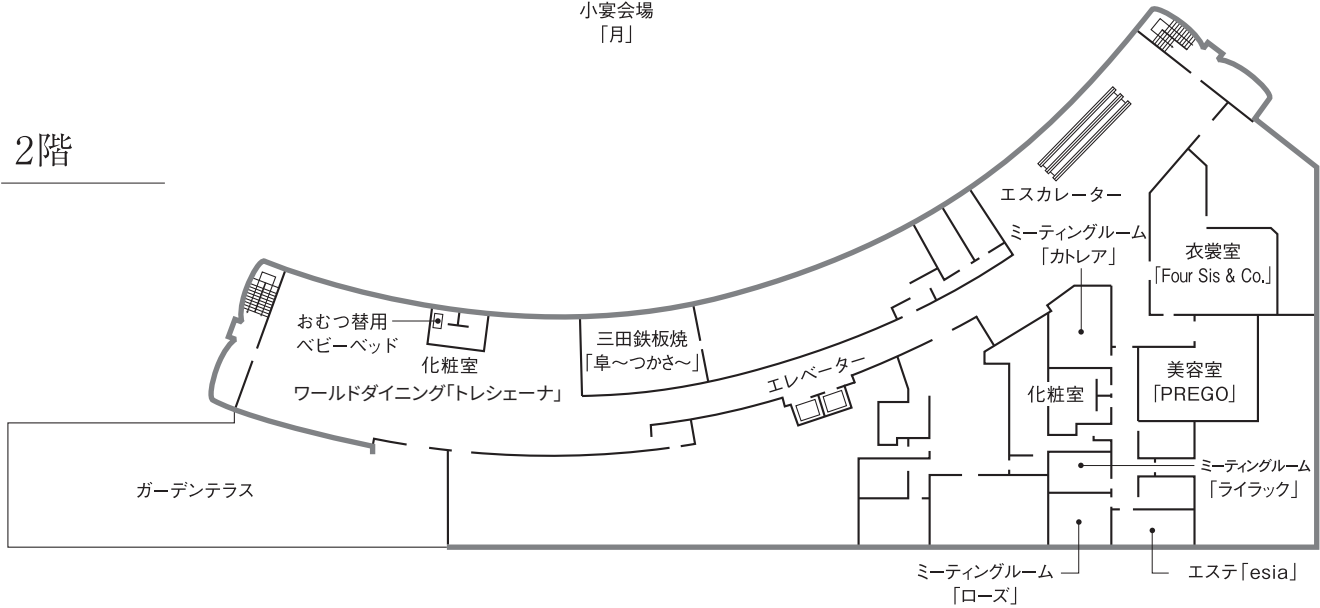 小宴会場
「月」
2階
エスカレーター
ミーティングルーム
「カトレア」
衣裳室
「Four Sis & Co.」
おむつ替用
ベビーベッド
化粧室
三田鉄板焼
「阜〜つかさ〜」
エレベーター
ワールドダイニング「トレシェーナ」
化粧室
美容室
「PREGO」
ガーデンテラス
ミーティングルーム
「ライラック」
ミーティングルーム
「ローズ」
エステ「esia」